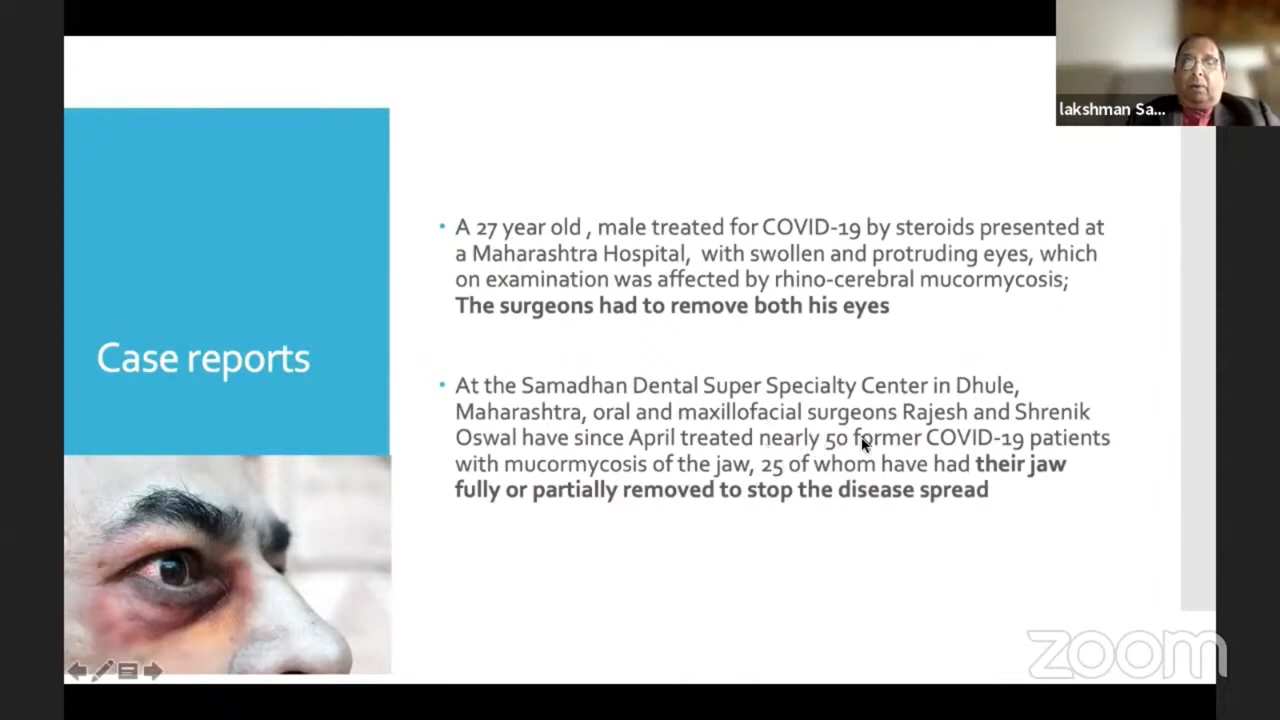 lakshman Sa...
Case reports
• A 27 year old , male treated for COVID-19 by steroids presented at
a Maharashtra Hospital, with swollen and protruding eyes, which
on examination was affected by rhino-cerebral mucormycosis;
The surgeons had to remove both his eyes
• At the Samadhan Dental Super Specialty Center in Dhule,
Maharashtra, oral and maxillofacial surgeons Rajesh and Shrenik
Oswal have since April treated nearly 50 former COVID-19 patients
with mucormycosis of the jaw, 25 of whom have had their jaw
fully or partially removed to stop the disease spread
zoom